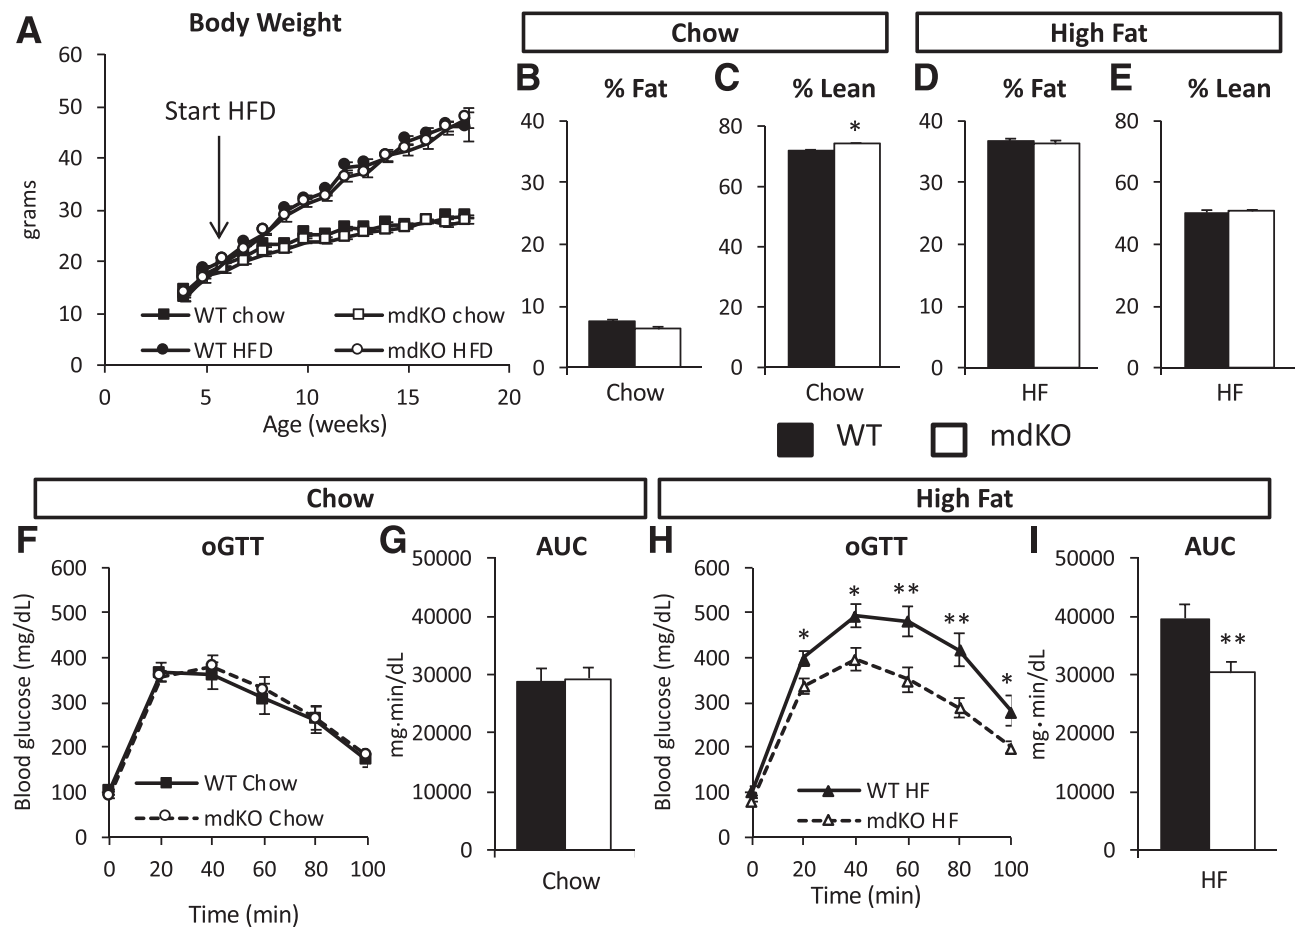 A
Body Weight
grams
60
50
40
30
20
10
0
Start HFD
WT chow
mdKO chow
WT HFD
mdKO HFD
0 5 10 15 20
Age (weeks)
Chow
B
% Fat
40
30
20
10
0
Chow
C
% Lean
80
60
40
20
0
*
Chow
High Fat
D
% Fat
40
30
20
10
0
HF
E
% Lean
80
60
40
20
0
HF
WT
mdKO
Chow
F
oGTT
Blood glucose (mg/dL)
600
500
400
300
200
100
0
WT Chow
mdKO Chow
0 20 40 60 80 100
Time (min)
G
AUC
mg·min/dL
50000
40000
30000
20000
10000
0
Chow
High Fat
H
oGTT
Blood glucose (mg/dL)
600
500
400
300
200
100
0
* * ** ** *
WT HF
mdKO HF
0 20 40 60 80 100
Time (min)
I
AUC
mg·min/dL
50000
40000
30000
20000
10000
0
**
HF